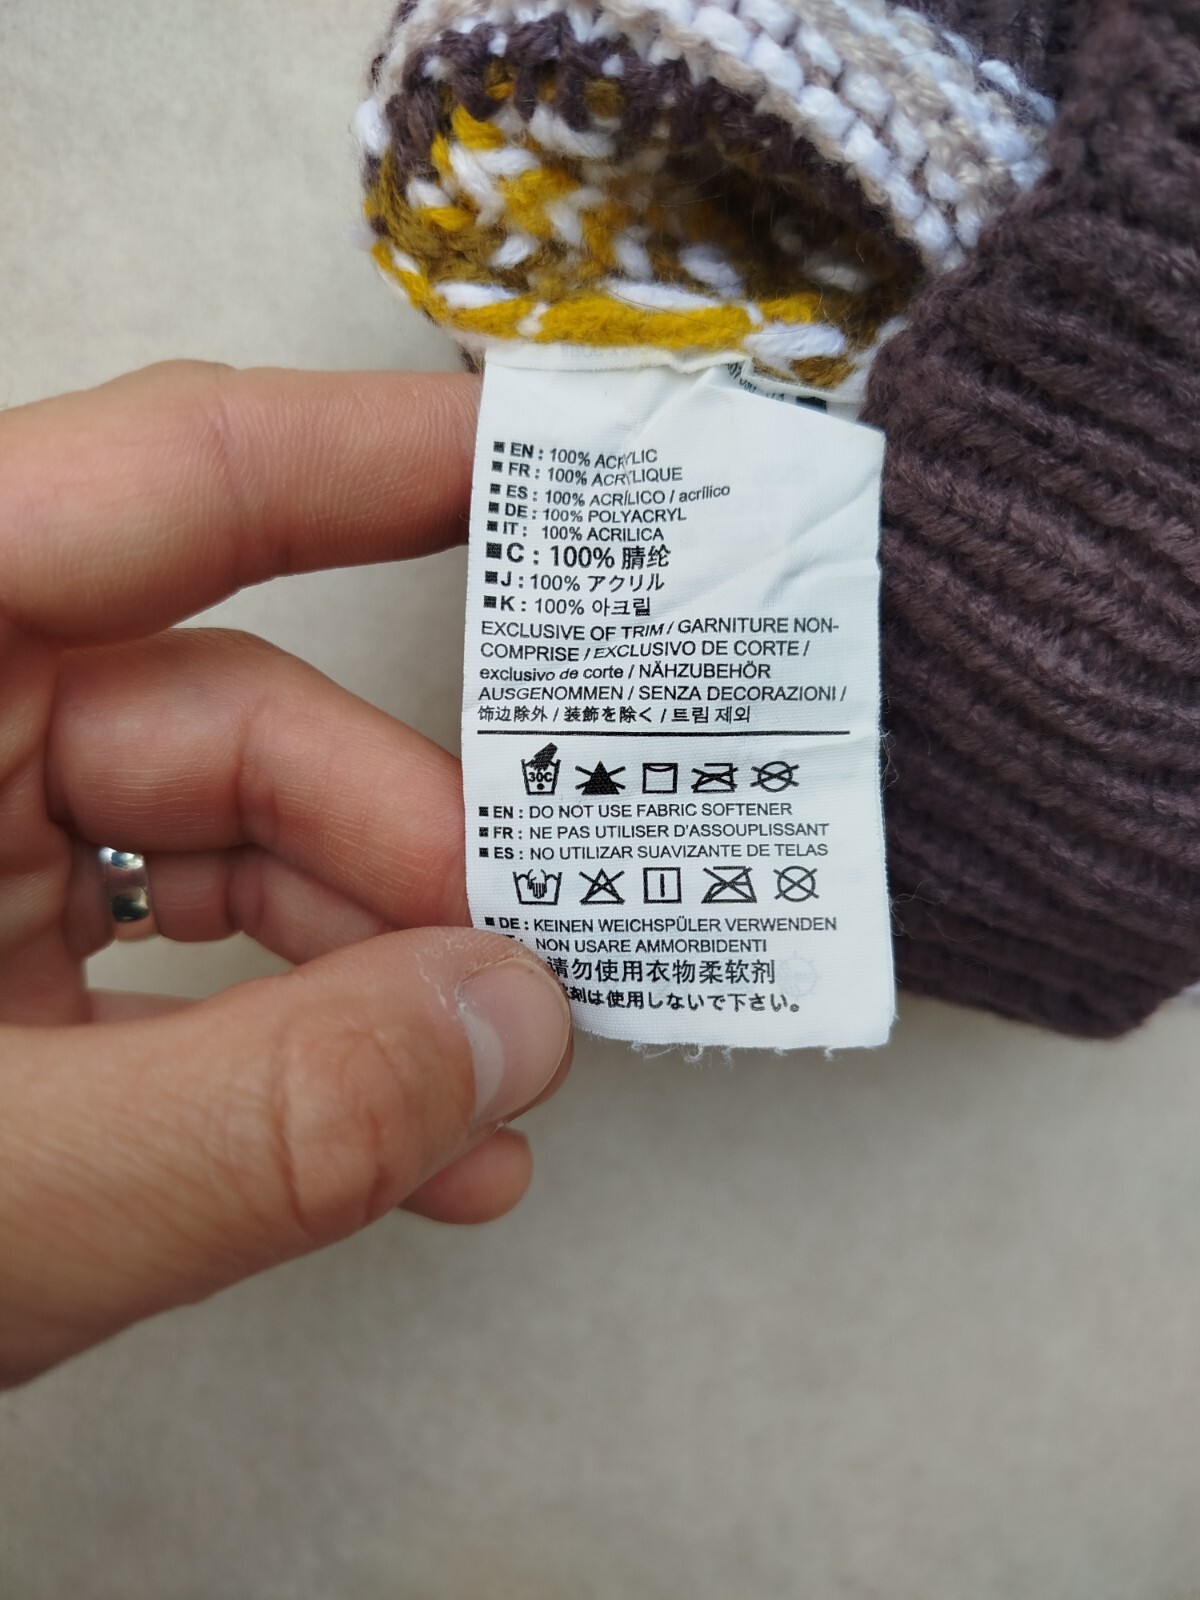 EN : 100% ACRYLIC
FR : 100% ACRYLIQUE
ES : 100% ACRÍLICO / acrílico
DE : 100% POLYACRYL
IT : 100% ACRILICA
C : 100% 腈纶
J : 100% アクリル
K : 100% 아크릴
EXCLUSIVE OF TRIM / GARNITURE NON-
COMPRISE / EXCLUSIVO DE CORTE /
exclusivo de corte / NÄHZUBEHÖR
AUSGENOMMEN / SENZA DECORAZIONI /
饰边除外 / 装飾を除く / 트림 제외
30C
EN : DO NOT USE FABRIC SOFTENER
FR : NE PAS UTILISER D'ASSOUPLISSANT
ES : NO UTILIZAR SUAVIZANTE DE TELAS
DE : KEINEN WEICHSPÜLER VERWENDEN
NON USARE AMMORBIDENTI
请勿使用衣物柔软剂
剤は使用しないで下さい。